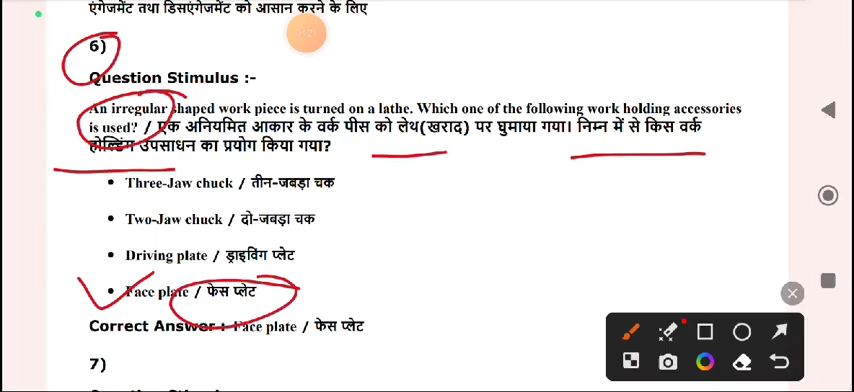 एंगेजमेंट तथा डिसएंगेजमेंट को आसान करने के लिए
6)
Question Stimulus :-
An irregular shaped work piece is turned on a lathe. Which one of the following work holding accessories
is used? / एक अनियमित आकार के वर्क पीस को लेथ(खराद) पर घुमाया गया। निम्न में से किस वर्क
होल्डिंग उपसाधन का प्रयोग किया गया?
• Three-Jaw chuck / तीन-जबड़ा चक
• Two-Jaw chuck / दो-जबड़ा चक
• Driving plate / ड्राइविंग प्लेट
• Face plate / फेस प्लेट
Correct Answer :- Face plate / फेस प्लेट
7)